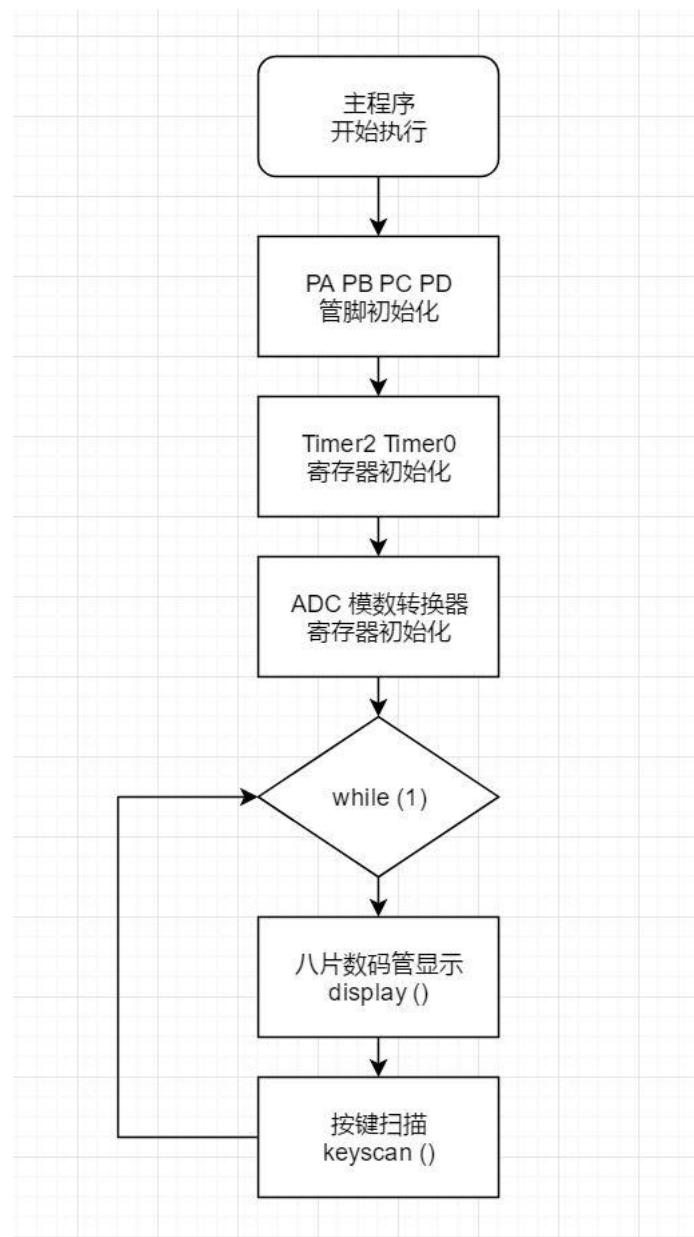 主程序
开始执行
PA PB PC PD
管脚初始化
Timer2 Timer0
寄存器初始化
ADC 模数转换器
寄存器初始化
while (1)
八片数码管显示
display ()
按键扫描
keyscan ()